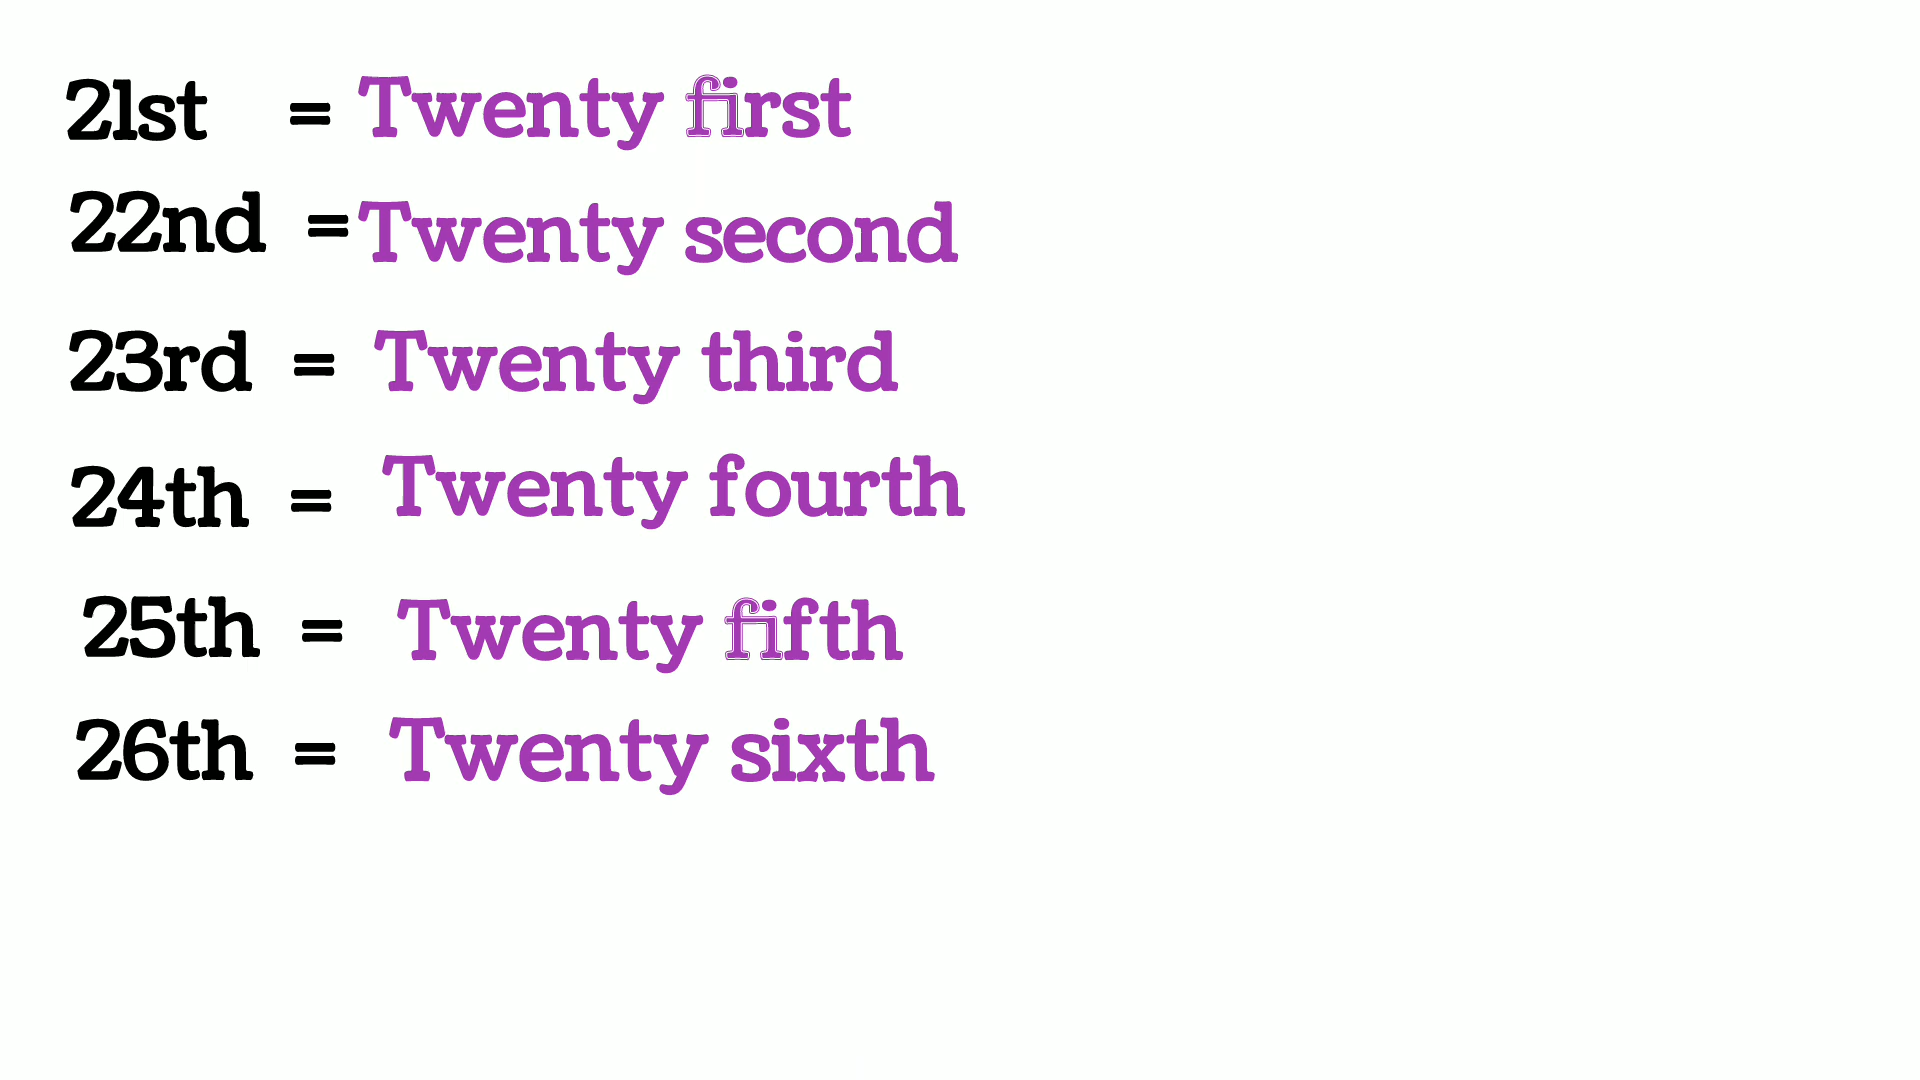 21st = Twenty first
22nd = Twenty second
23rd = Twenty third
24th = Twenty fourth
25th = Twenty fifth
26th = Twenty sixth